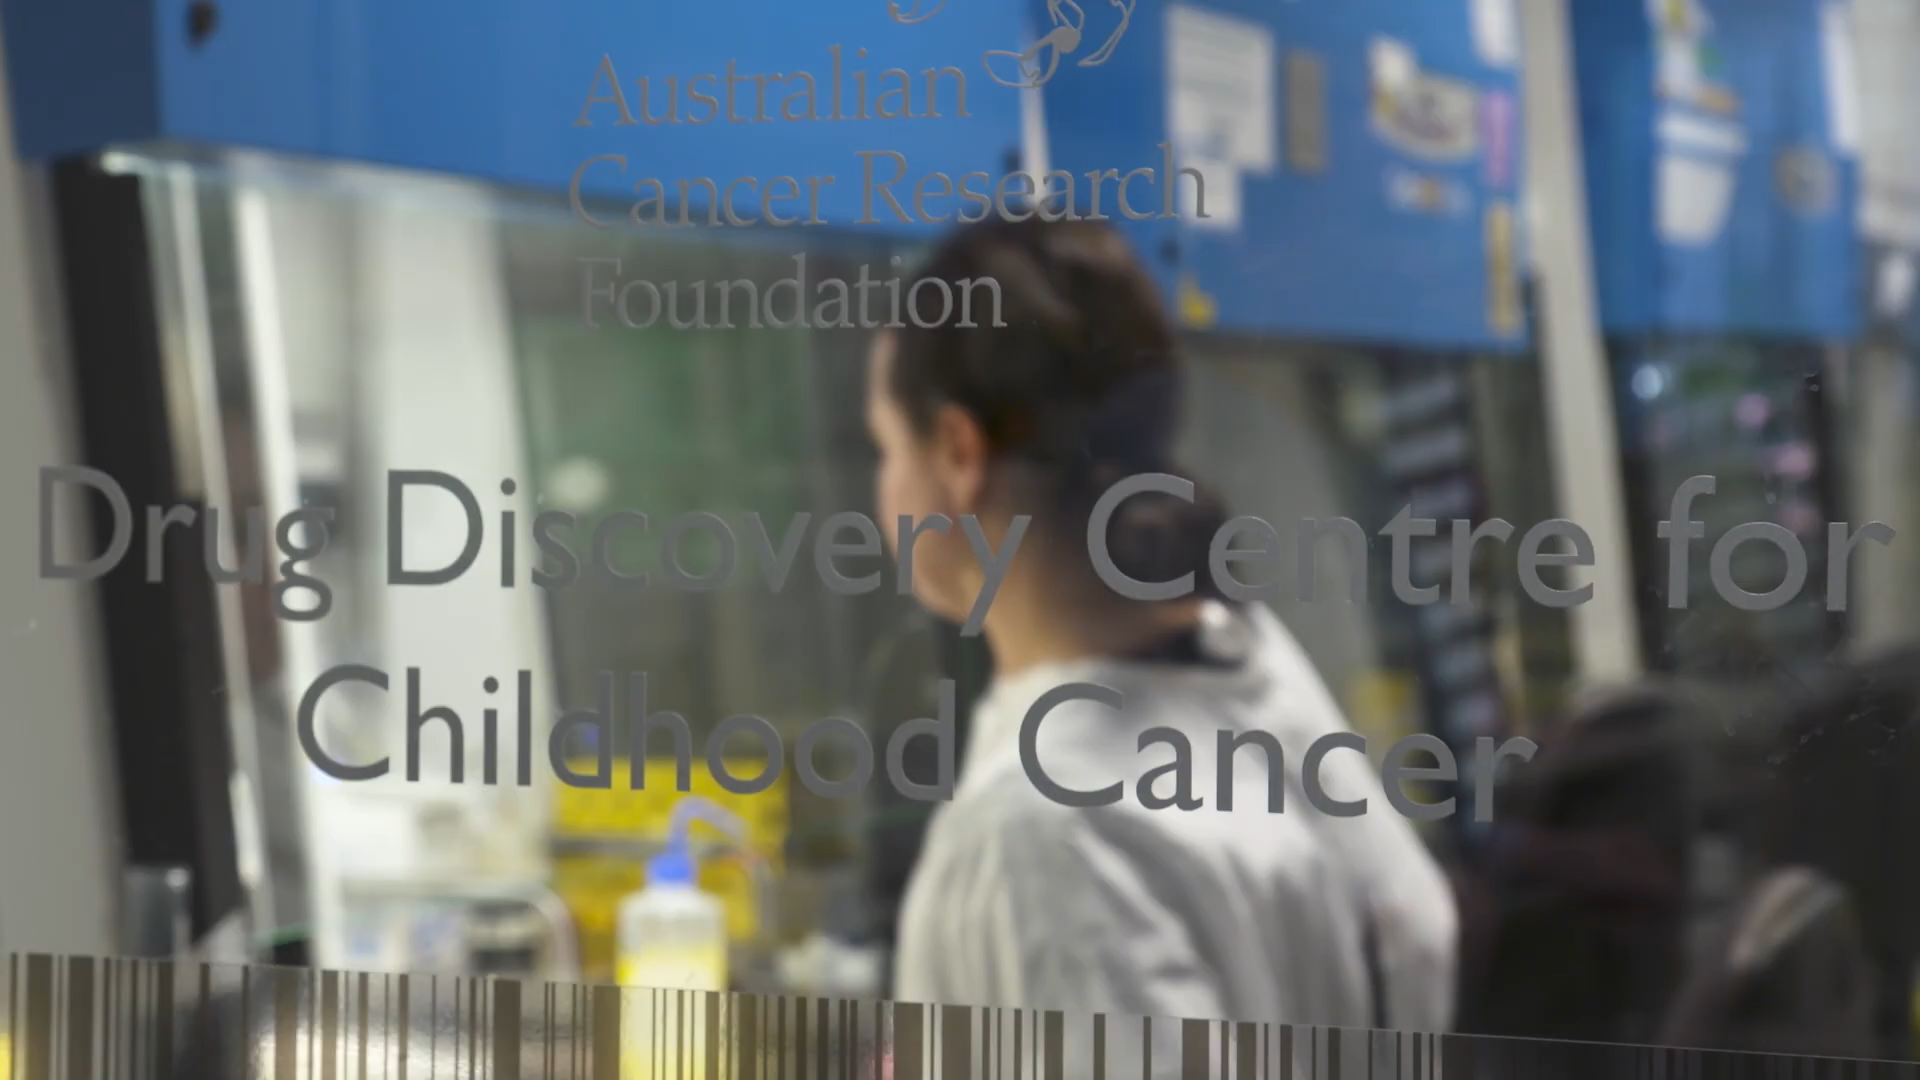 Australian
Cancer Research
Foundation
Drug Discovery Centre for
Childhood Cancer